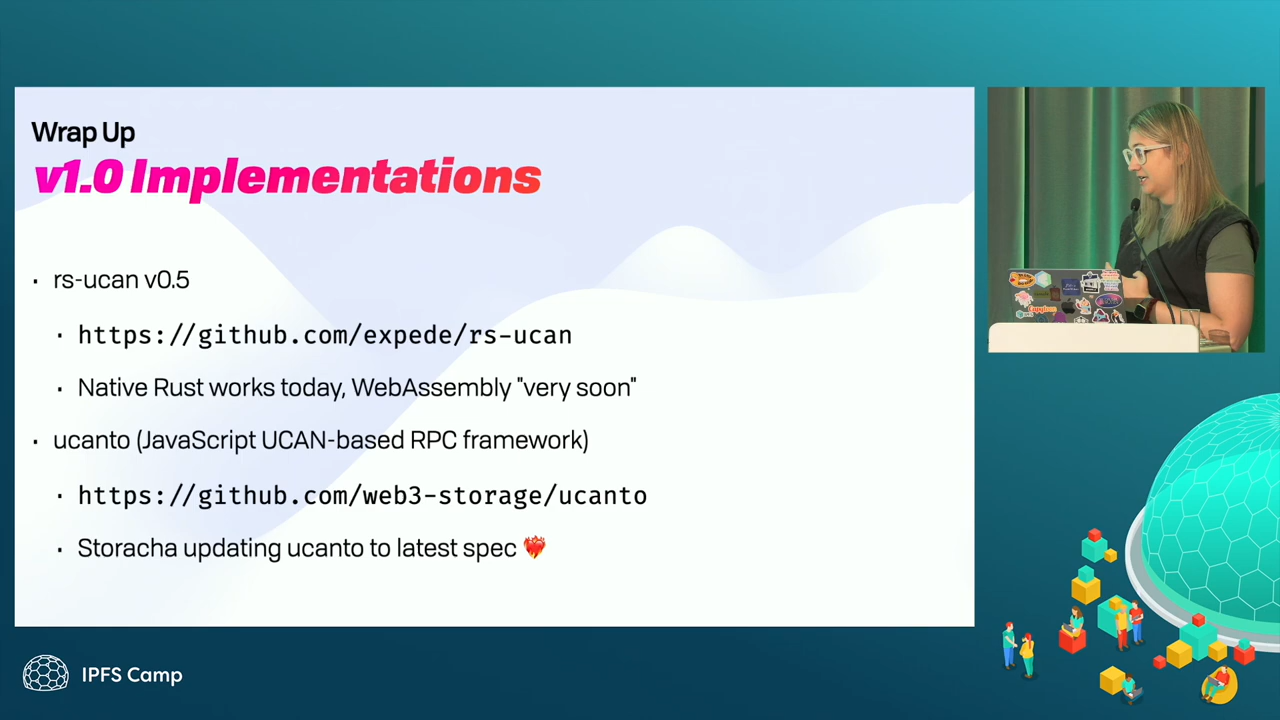 Wrap Up
v1.0 Implementations
· rs-ucan v0.5
· https://github.com/expede/rs-ucan
· Native Rust works today, WebAssembly "very soon"
· ucanto (JavaScript UCAN-based RPC framework)
· https://github.com/web3-storage/ucanto
· Storacha updating ucanto to latest spec ❤️‍🔥
IPFS Camp